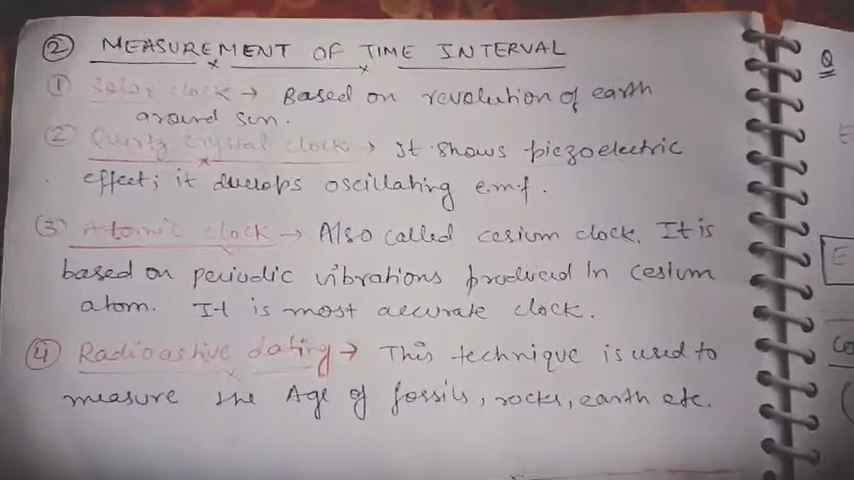 ② MEASUREMENT OF TIME INTERVAL
① Solar clock → Based on revolution of earth
around sun.
② Quartz crystal clock → It shows piezoelectric
effect; it duclops oscillating e.m.f.
③ Atomic clock → Also called cesium clock. It is
based on periodic vibrations produced in cesium
atom. It is most accurate clock.
④ Radioactive dating → This technique is used to
measure the Age of fossils, rocks, earth etc.
Q
E
E